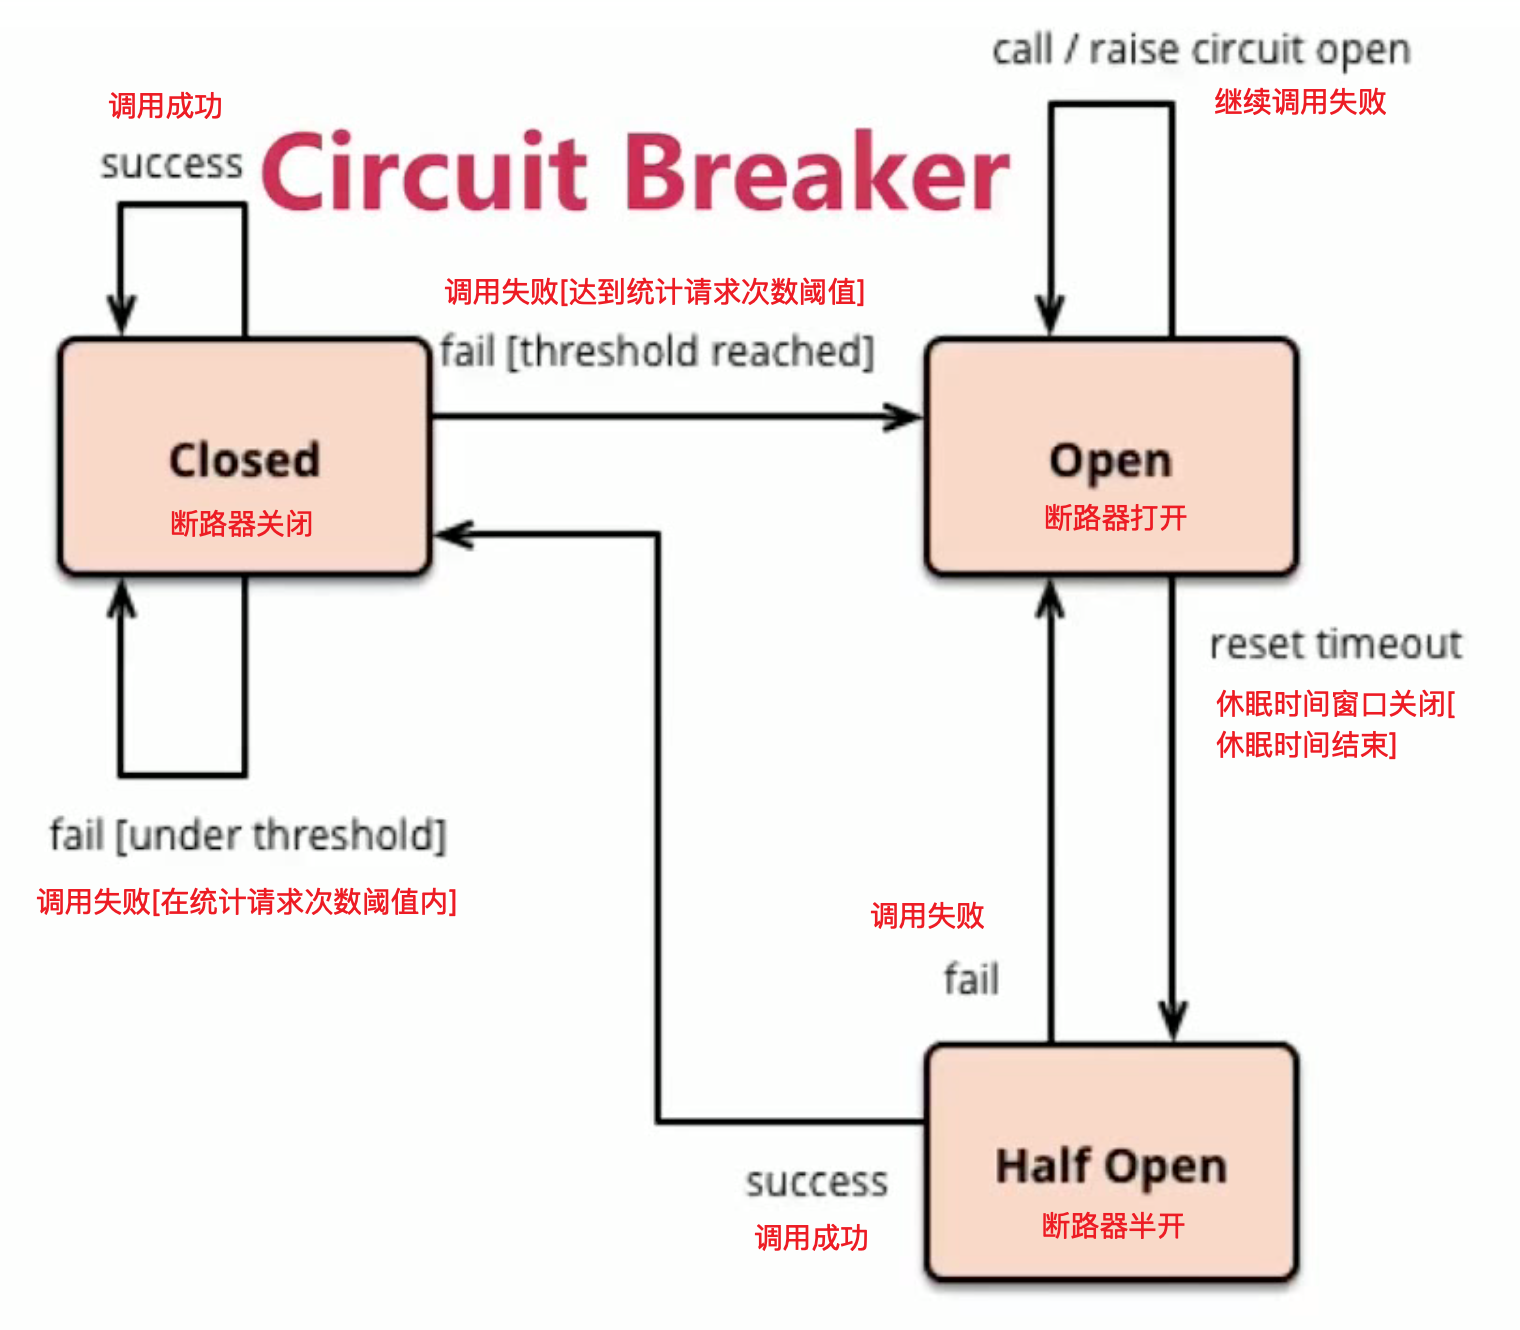 call / raise circuit open
继续调用失败
调用成功
success
Circuit Breaker
调用失败[达到统计请求次数阈值]
fail [threshold reached]
Closed
断路器关闭
Open
断路器打开
reset timeout
休眠时间窗口关闭[
休眠时间结束]
fail [under threshold]
调用失败[在统计请求次数阈值内]
调用失败
fail
success
调用成功
Half Open
断路器半开